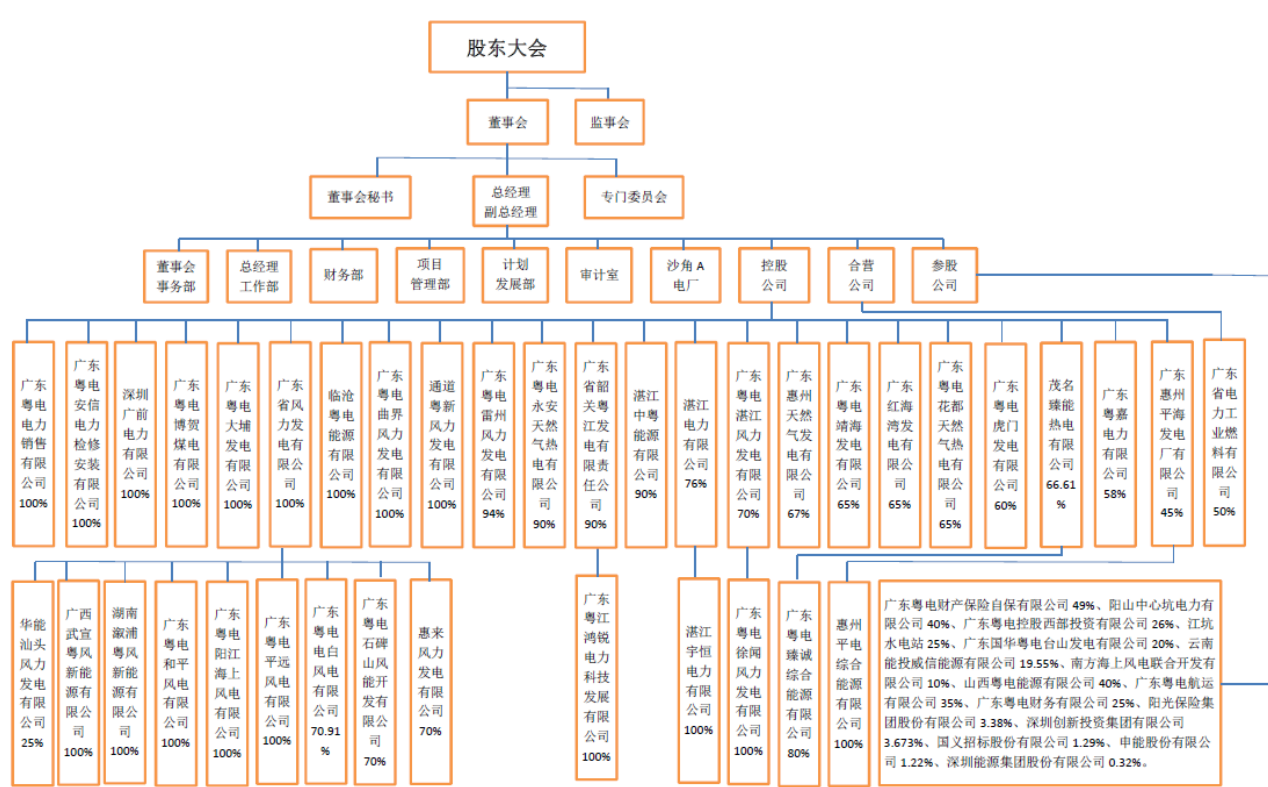 股东大会
董事会
监事会
董事会秘书
总经理
副总经理
专门委员会
董事会
事务部
总经理
工作部
财务部
项目
管理部
计划
发展部
审计室
沙角 A
电厂
控股
公司
合营
公司
参股
公司
广东
粤电
电力
销售
有限
公司
100%
广东
粤电
安信
电力
检修
安装
有限
公司
100%
深圳
广前
电力
有限
公司
100%
广东
粤电
博贺
煤电
有限
公司
100%
广东
粤电
大埔
发电
有限
公司
100%
广东
省风
力发
电有
限公
司
100%
临沧
粤电
能源
有限
公司
100%
广东
粤电
曲界
风力
发电
有限
公司
100%
通道
粤新
风力
发电
有限
公司
100%
广东
粤电
雷州
风力
发电
有限
公司
94%
广东
粤电
永安
天然
气热
电有
限公
司
90%
广东
省韶
关粤
江发
电有
限责
任公
司
90%
湛江
中粤
能源
有限
公司
90%
湛江
电力
有限
公司
76%
广东
粤电
湛江
风力
发电
有限
公司
70%
广东
惠州
天然
气发
电有
限公
司
67%
广东
粤电
靖海
发电
有限
公司
65%
广东
红海
湾发
电有
限公
司
65%
广东
粤电
花都
天然
气热
电有
限公
司
65%
广东
粤电
虎门
发电
有限
公司
60%
茂名
臻能
热电
有限
公司
66.61
%
广东
粤嘉
电力
有限
公司
58%
广东
惠州
平海
发电
厂有
限公
司
45%
广东
省电
力工
业燃
料有
限公
司
50%
华能
汕头
风力
发电
有限
公司
25%
广西
武宣
粤风
新能
源有
限公
司
100%
湖南
溆浦
粤风
新能
源有
限公
司
100%
广东
粤电
和平
风电
有限
公司
100%
广东
粤电
阳江
海上
风电
有限
公司
100%
广东
粤电
平远
风电
有限
公司
100%
广东
粤电
电白
风电
有限
公司
70.91
%
广东
粤电
石碑
山风
能开
发有
限公
司
70%
惠来
风力
发电
有限
公司
70%
广东
粤江
鸿锐
电力
科技
发展
有限
公司
100%
湛江
宇恒
电力
有限
公司
100%
广东
粤电
徐闻
风力
发电
有限
公司
100%
广东
粤电
臻诚
综合
能源
有限
公司
80%
惠州
平电
综合
能源
有限
公司
100%
广东粤电财产保险自保有限公司 49%、阳山中心坑电力有
限公司 40%、广东粤电控股西部投资有限公司 26%、江坑
水电站 25%、广东国华粤电台山发电有限公司 20%、云南
能投威信能源有限公司 19.55%、南方海上风电联合开发有
限公司 10%、山西粤电能源有限公司 40%、广东粤电航运
有限公司 35%、广东粤电财务有限公司 25%、阳光保险集
团股份有限公司 3.38%、深圳创新投资集团有限公司
3.673%、国义招标股份有限公司 1.29%、申能股份有限公
司 1.22%、深圳能源集团股份有限公司 0.32%。